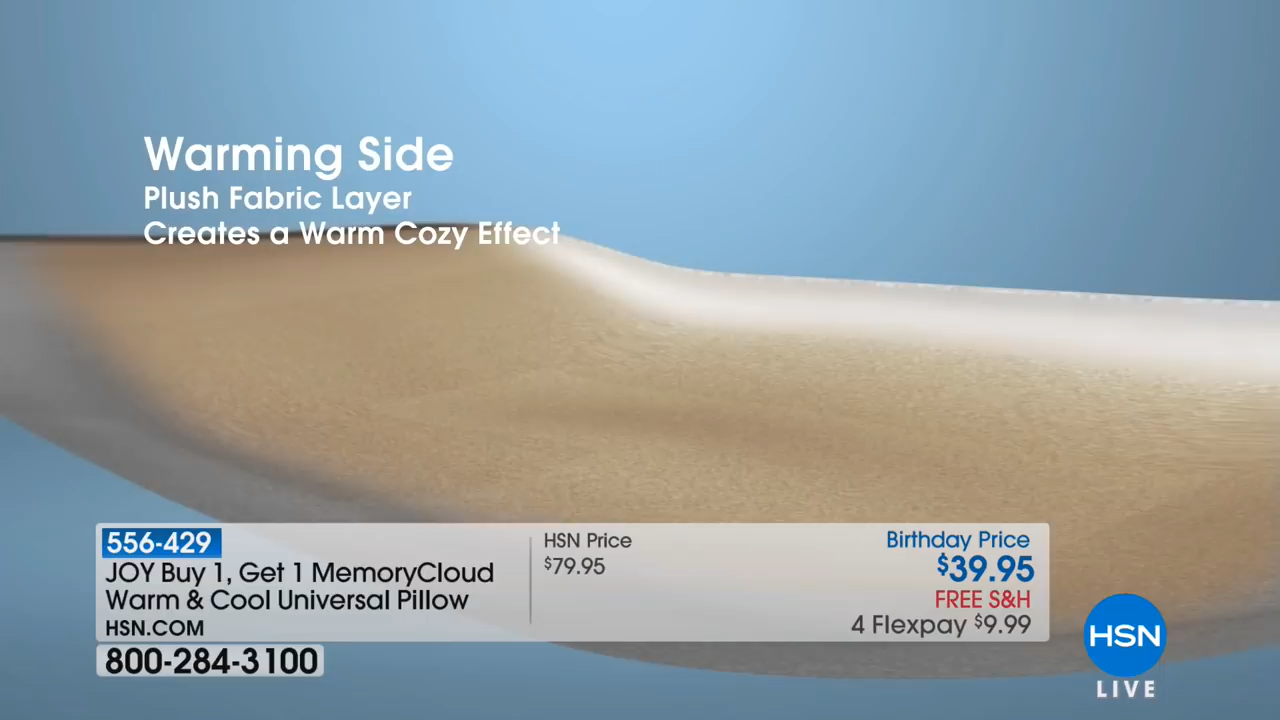 Warming Side
Plush Fabric Layer
Creates a Warm Cozy Effect
556-429
JOY Buy 1, Get 1 MemoryCloud
Warm & Cool Universal Pillow
HSN.COM
800-284-3100
HSN Price
$79.95
Birthday Price
$39.95
FREE S&H
4 Flexpay $9.99
HSN
LIVE